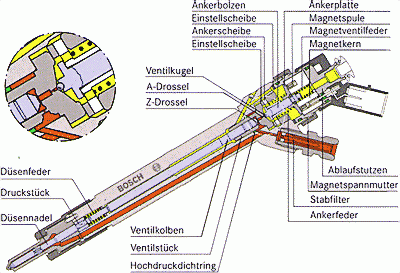 Ankerbolzen
Einstellscheibe
Ankerscheibe
Einstellscheibe
Ankerplatte
Magnetspule
Magnetventilfeder
Magnetkern
Ventilkugel
A-Drossel
Z-Drossel
Düsenfeder
Druckstück
Düsennadel
BOSCH
Ablaufstutzen
Magnetspannmutter
Stabfilter
Ankerfeder
Ventilkolben
Ventilstück
Hochdruckdichtring